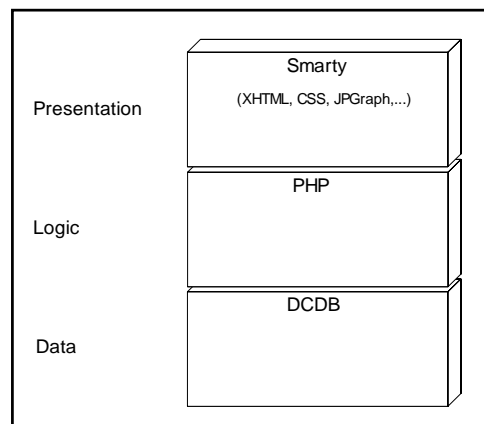 Smarty
(XHTML, CSS, JPGraph,...)
Presentation
PHP
Logic
DCDB
Data